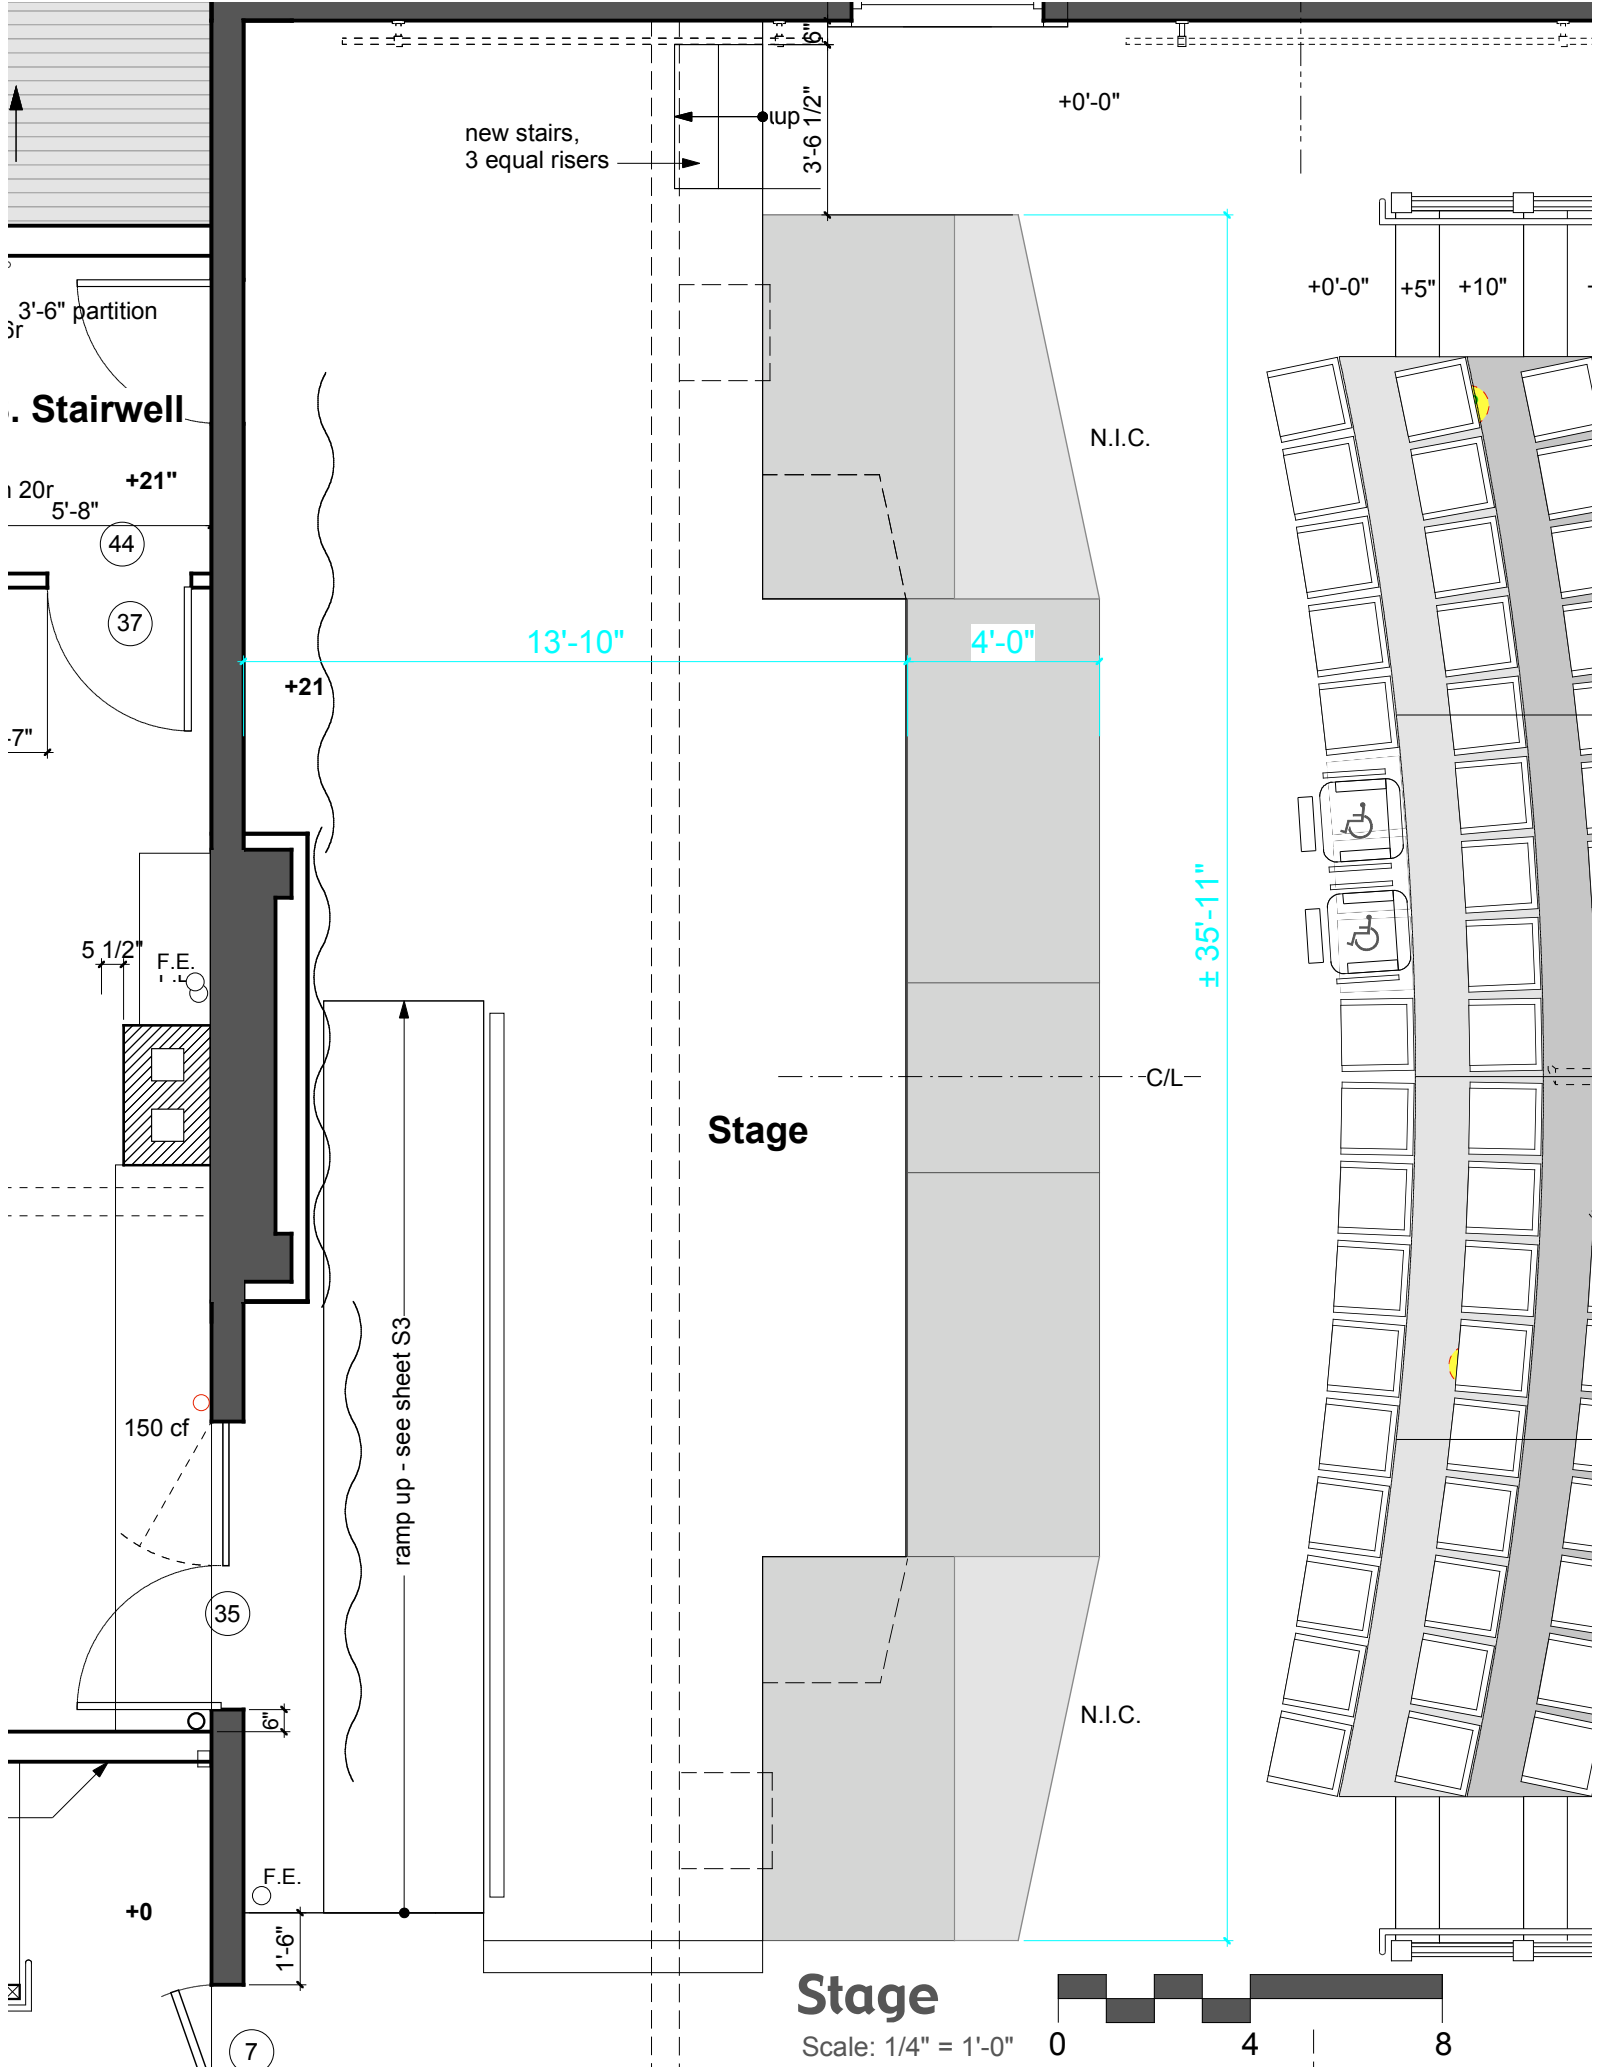 6"
+0'-0"
up
3'-6 1/2"
new stairs,
3 equal risers
+0'-0"
+5"
+10"
3'-6" partition
6r
. Stairwell
N.I.C.
+21"
20r
5'-8"
44
37
13'-10"
4'-0"
+21
-7"
± 35'-11"
5 1/2"
F.E.
C/L
Stage
ramp up - see sheet S3
150 cf
35
6"
N.I.C.
F.E.
+0
1'-6"
Stage
Scale: 1/4" = 1'-0"
0
4
8
7